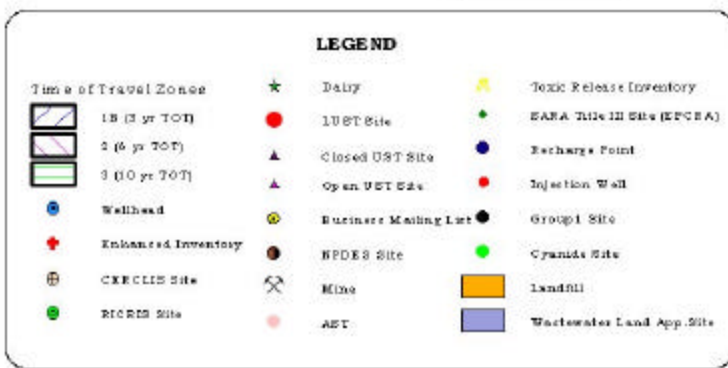 LEGEND
Time of Travel Zones
1B (3 yr TOT)
2 (6 yr TOT)
3 (10 yr TOT)
Wellhead
Enhanced Inventory
CERCLIS Site
RICRIS Site
Dairy
LUST Site
Closed UST Site
Open UST Site
Business Mailing List
NPDES Site
Mine
AST
Toxic Release Inventory
SARA Title III Site (EPCRA)
Recharge Point
Injection Well
Group1 Site
Cyanide Site
Landfill
Wastewater Land App. Site